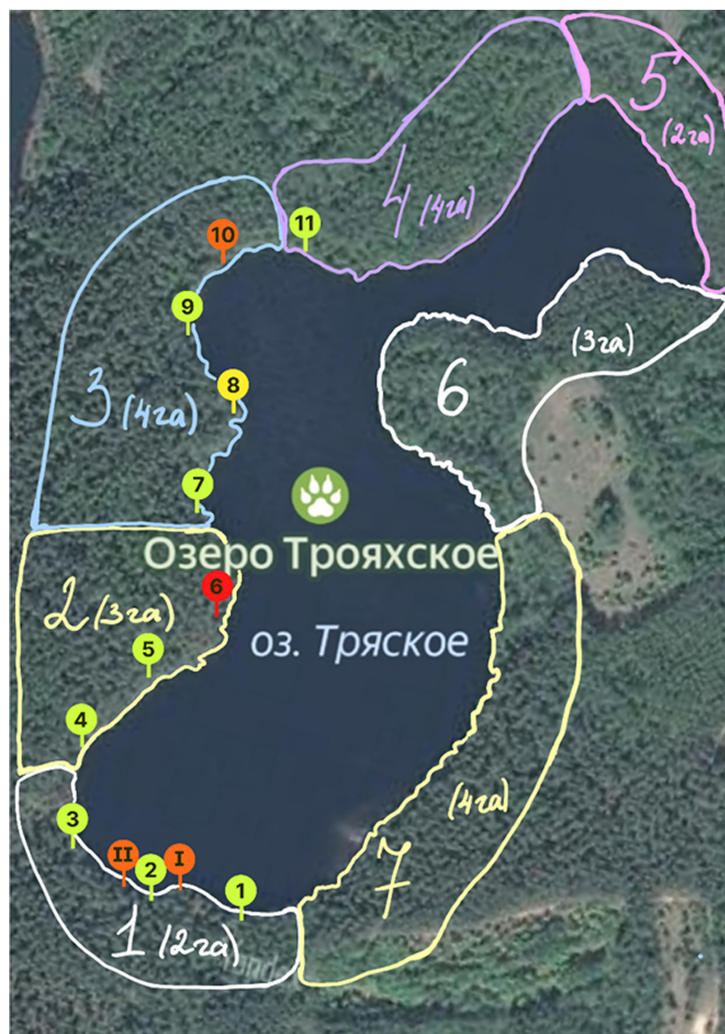 5
(2га)
4 (4га)
11
10
9
(3га)
6
8
3 (4га)
7
Озеро Трояхское
2 (3га)
6
оз. Тряское
5
4
(4га)
3
II
2
I
7
1
1 (2га)